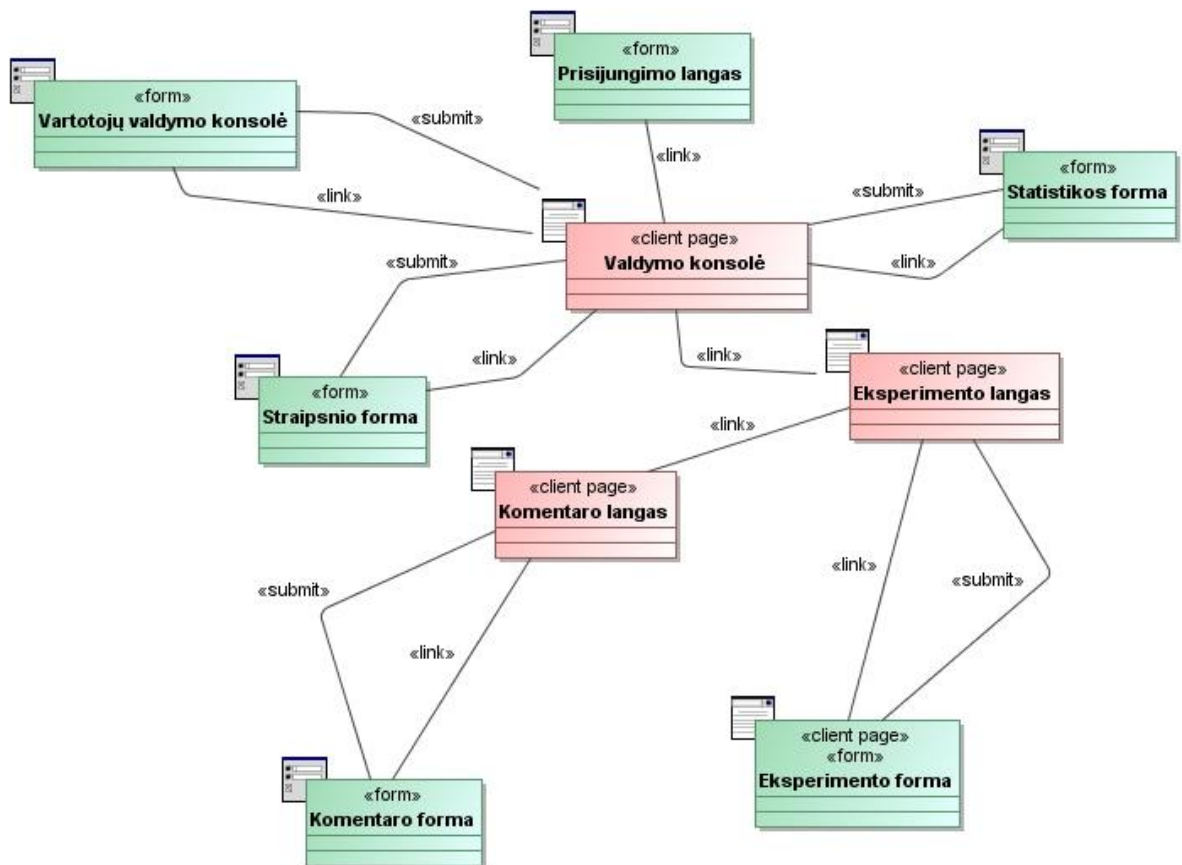 «form»
Prisijungimo langas
«form»
Vartotojų valdymo konsolė
«submit»
«link»
«form»
Statistikos forma
«submit»
«link»
«submit»
«client page»
Valdymo konsolė
«link»
«link»
«link»
«client page»
Eksperimento langas
«form»
Straipsnio forma
«link»
«client page»
Komentaro langas
«submit»
«link»
«link»
«submit»
«client page»
«form»
Eksperimento forma
«form»
Komentaro forma